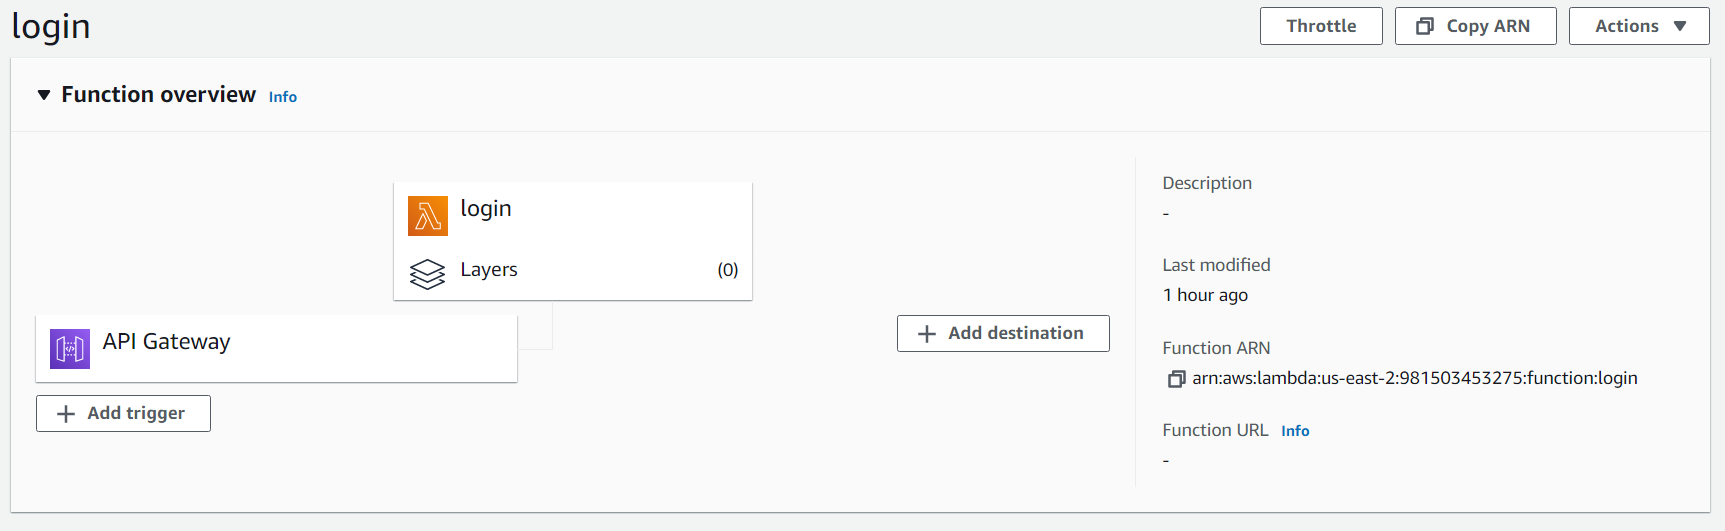 login
Throttle
Copy ARN
Actions
Function overview Info
login
Layers (0)
API Gateway
Add trigger
Add destination
Description
-
Last modified
1 hour ago
Function ARN
arn:aws:lambda:us-east-2:981503453275:function:login
Function URL Info
-